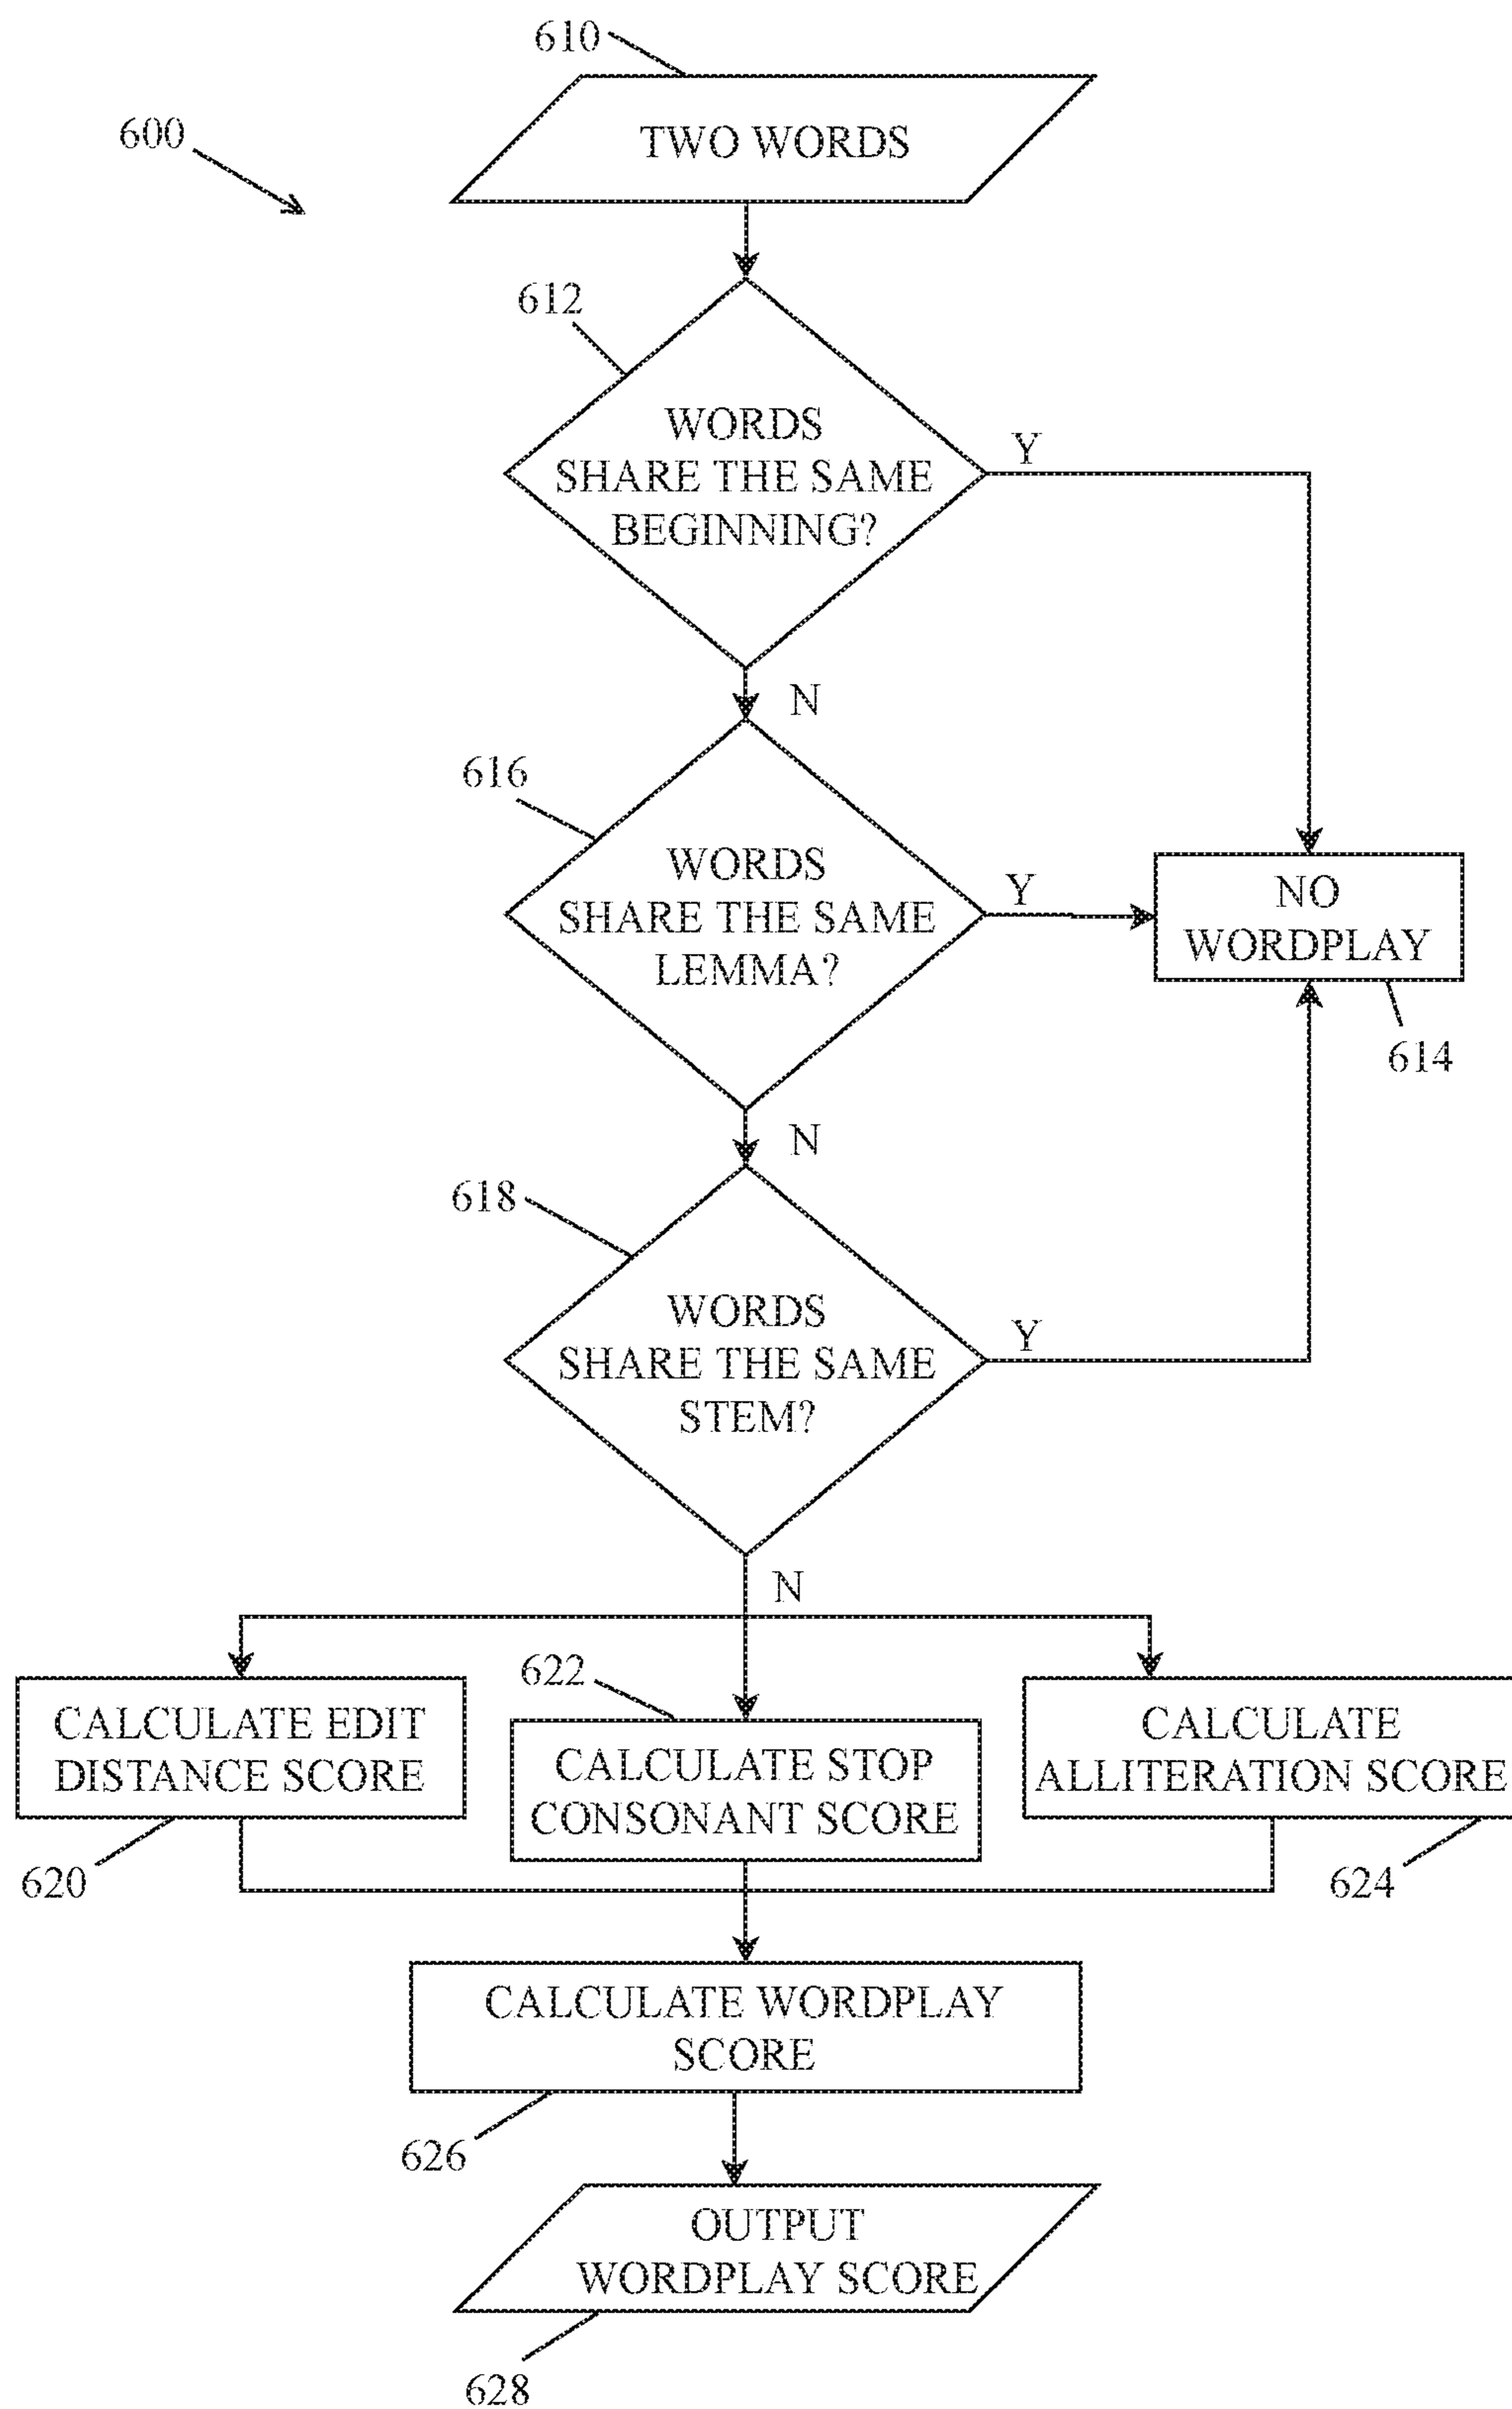 610
600
TWO WORDS
612
WORDS
SHARE THE SAME
BEGINNING?
Y
N
616
WORDS
SHARE THE SAME
LEMMA?
Y
NO
WORDPLAY
614
N
618
WORDS
SHARE THE SAME
STEM?
Y
N
622
CALCULATE EDIT
DISTANCE SCORE
CALCULATE STOP
CONSONANT SCORE
CALCULATE
ALLITERATION SCORE
620
624
CALCULATE WORDPLAY
SCORE
626
OUTPUT
WORDPLAY SCORE
628